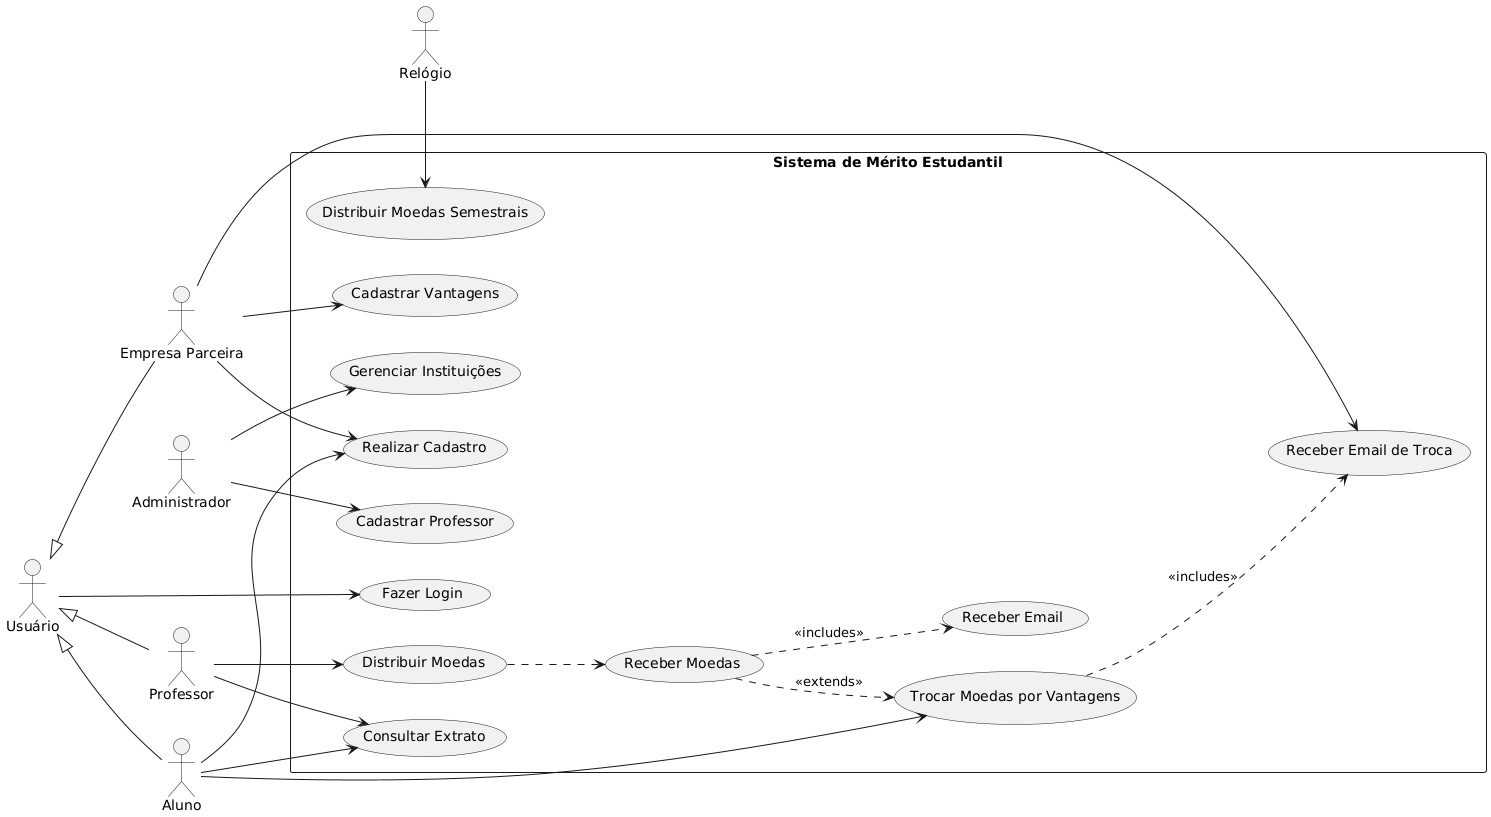 Relógio
Sistema de Mérito Estudantil
Distribuir Moedas Semestrais
Cadastrar Vantagens
Empresa Parceira
Gerenciar Instituições
Realizar Cadastro
Receber Email de Troca
Administrador
Cadastrar Professor
«includes»
Fazer Login
Usuário
Receber Email
«includes»
Distribuir Moedas
Receber Moedas
«extends»
Professor
Trocar Moedas por Vantagens
Consultar Extrato
Aluno